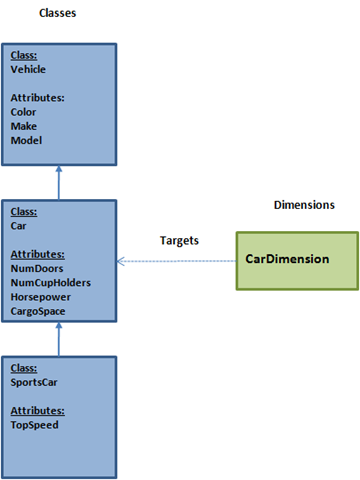 Classes
Class:
Vehicle
Attributes:
Color
Make
Model
Class:
Car
Attributes:
NumDoors
NumCupHolders
Horsepower
CargoSpace
Targets
Dimensions
CarDimension
Class:
SportsCar
Attributes:
TopSpeed